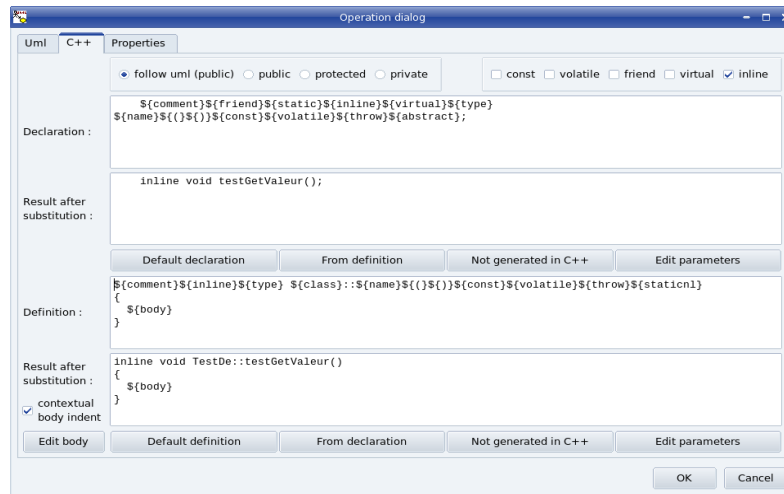 Operation dialog
Uml C++ Properties
follow uml (public) public protected private const volatile friend virtual inline
Declaration :
${comment}${friend}${static}${inline}${virtual}${type}
${name}${(}${)}${const}${volatile}${throw}${abstract};
Result after
substitution :
inline void testGetValeur();
Default declaration From definition Not generated in C++ Edit parameters
Definition :
${comment}${inline}${type} ${class}::${name}${(}${)}${const}${volatile}${throw}${staticnl}
{
${body}
}
Result after
substitution :
inline void TestDe::testGetValeur()
{
${body}
}
contextual
body indent
Edit body Default definition From declaration Not generated in C++ Edit parameters
OK Cancel